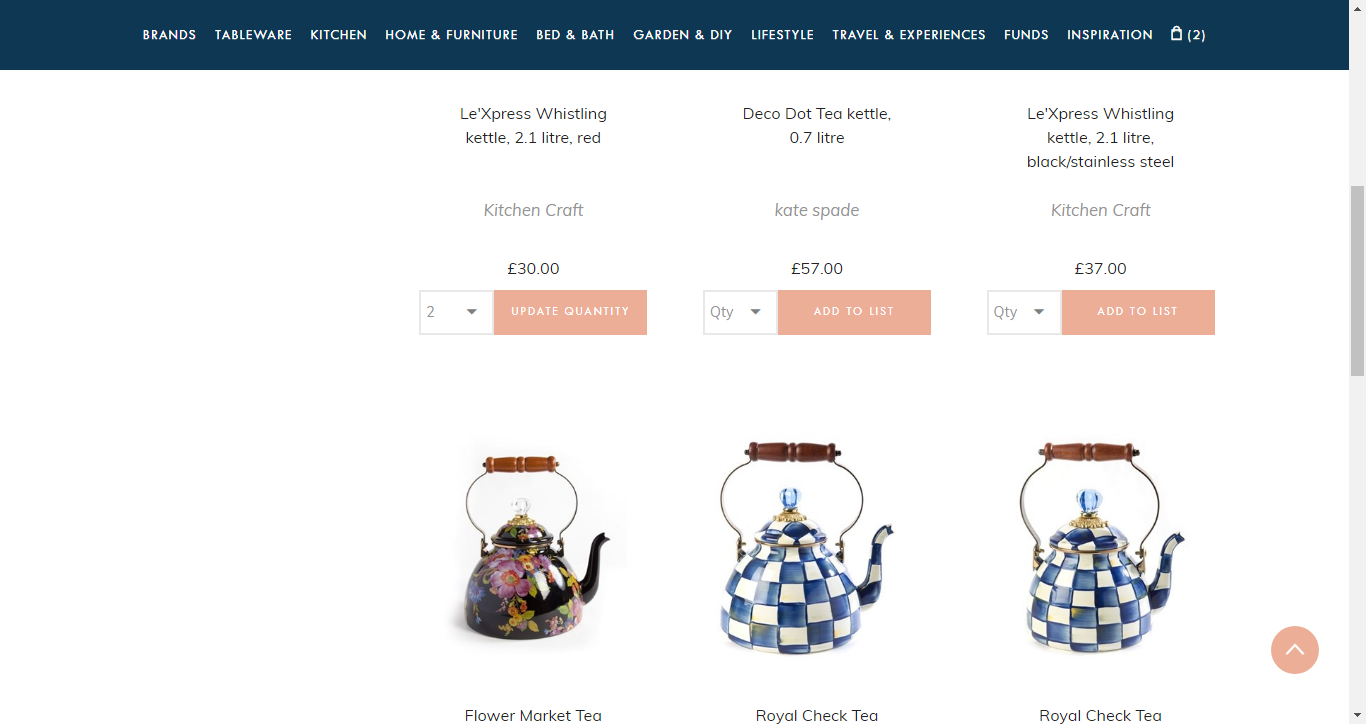 BRANDS TABLEWARE KITCHEN HOME & FURNITURE BED & BATH GARDEN & DIY LIFESTYLE TRAVEL & EXPERIENCES FUNDS INSPIRATION (2)
Le'Xpress Whistling
kettle, 2.1 litre, red
Kitchen Craft
£30.00
2 UPDATE QUANTITY
Deco Dot Tea kettle,
0.7 litre
kate spade
£57.00
Qty ADD TO LIST
Le'Xpress Whistling
kettle, 2.1 litre,
black/stainless steel
Kitchen Craft
£37.00
Qty ADD TO LIST
Flower Market Tea
Royal Check Tea
Royal Check Tea